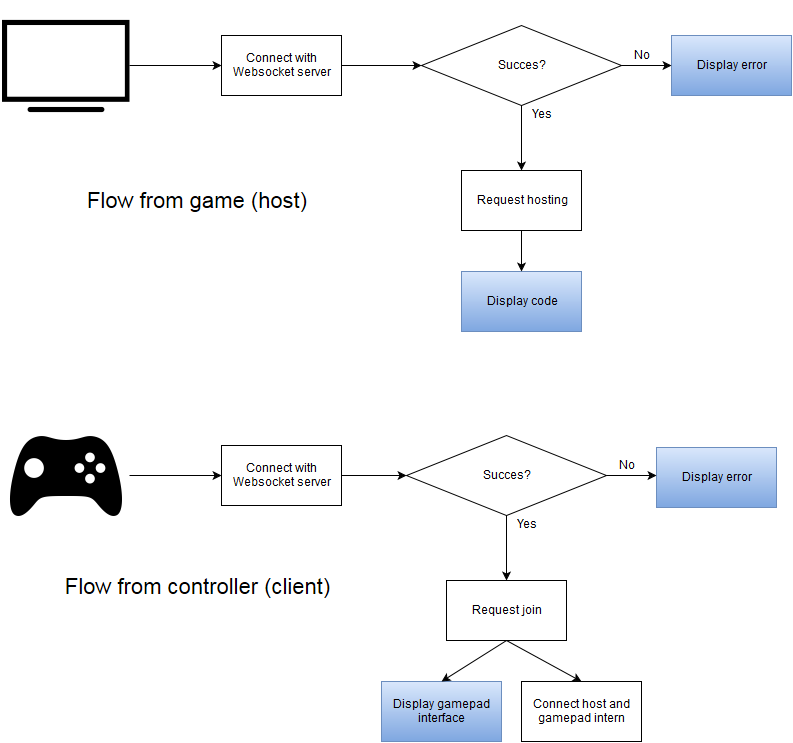 Connect with
Websocket server
Succes?
No
Display error
Yes
Flow from game (host)
Request hosting
Display code
Connect with
Websocket server
Succes?
No
Display error
Yes
Flow from controller (client)
Request join
Display gamepad
interface
Connect host and
gamepad intern